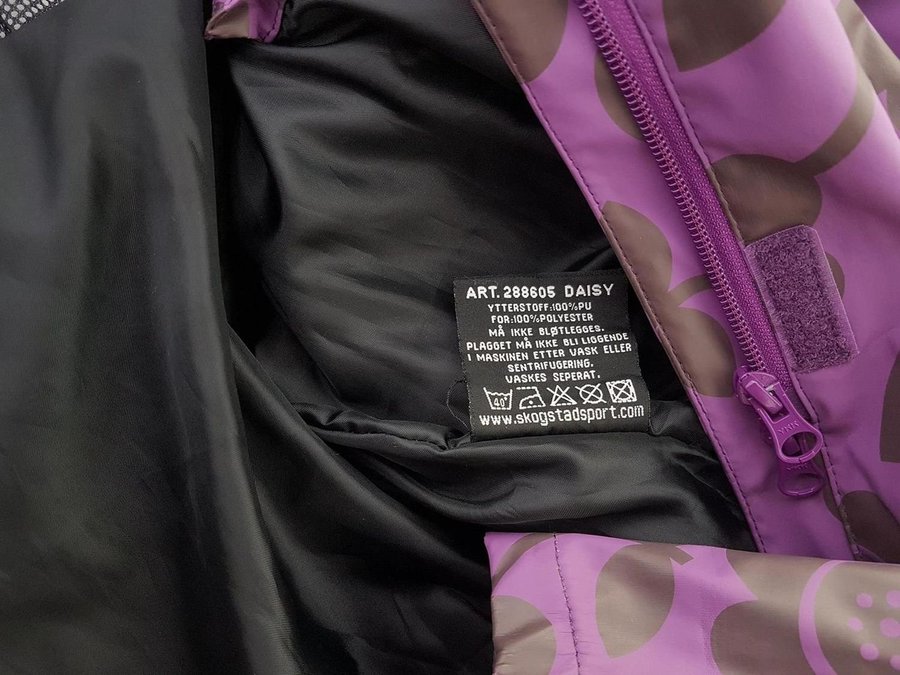 ART. 288605 DAISY
YTTERSTOFF:100%PU
FOR:100%POLYESTER
MÅ IKKE BLØTLEGGES.
PLAGGET MÅ IKKE BLI LIGGENDE
I MASKINEN ETTER VASK ELLER
SENTRIFUGERING.
VASKES SEPERAT.
40°
www.skogstadsport.com